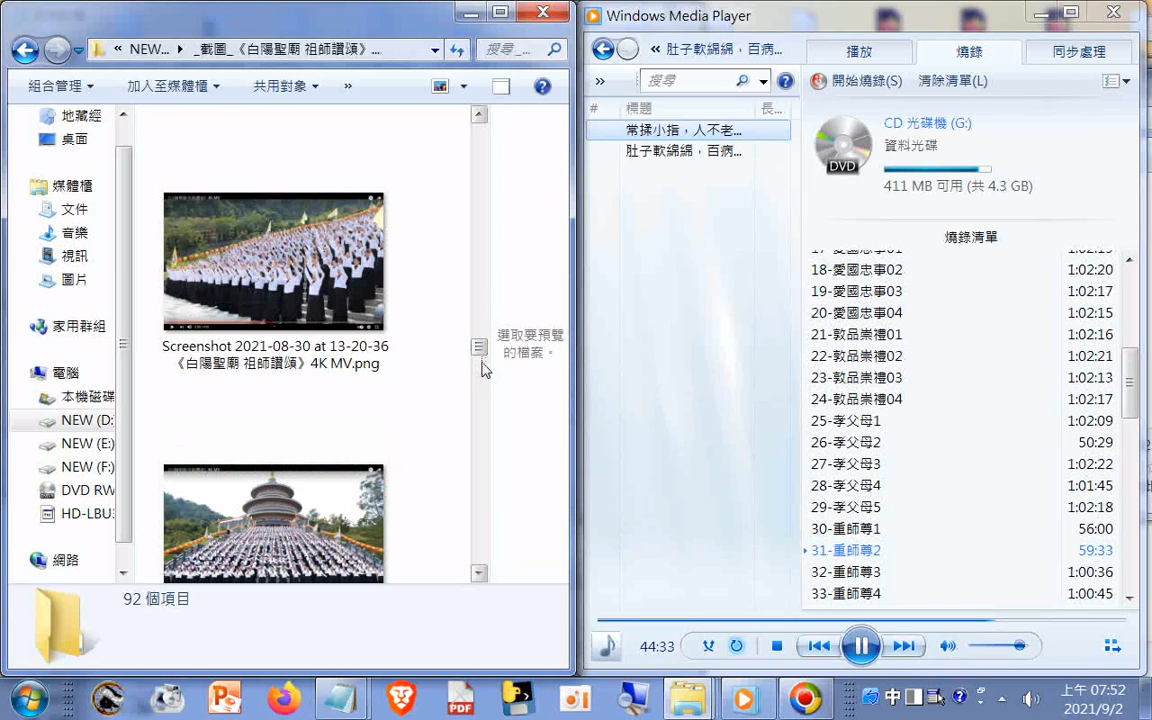 « NEW... ▸ _截圖_《白陽聖廟 祖師讚頌》...
搜尋_...
組合管理
加入至媒體櫃
共用對象
»
地藏經
桌面
媒體櫃
文件
音樂
視訊
圖片
家用群組
電腦
本機磁碟
NEW (D:
NEW (E:)
NEW (F:)
DVD RW
HD-LBU3
網路
Screenshot 2021-08-30 at 13-20-36
《白陽聖廟 祖師讚頌》4K MV.png
選取要預覽
的檔案。
92 個項目
Windows Media Player
« 肚子軟綿綿，百病...
播放
燒錄
同步處理
»
搜尋
開始燒錄(S)
清除清單(L)
#
標題
長...
常揉小指，人不老...
肚子軟綿綿，百病...
DVD
CD 光碟機 (G:)
資料光碟
411 MB 可用 (共 4.3 GB)
燒錄清單
18-愛國忠事02 1:02:20
19-愛國忠事03 1:02:17
20-愛國忠事04 1:02:15
21-敦品崇禮01 1:02:16
22-敦品崇禮02 1:02:21
23-敦品崇禮03 1:02:13
24-敦品崇禮04 1:02:17
25-孝父母1 1:02:09
26-孝父母2 50:29
27-孝父母3 1:02:22
28-孝父母4 1:01:45
29-孝父母5 1:02:18
30-重師尊1 56:00
31-重師尊2 59:33
32-重師尊3 1:00:36
33-重師尊4 1:00:45
44:33
PDF
中
上午 07:52
2021/9/2